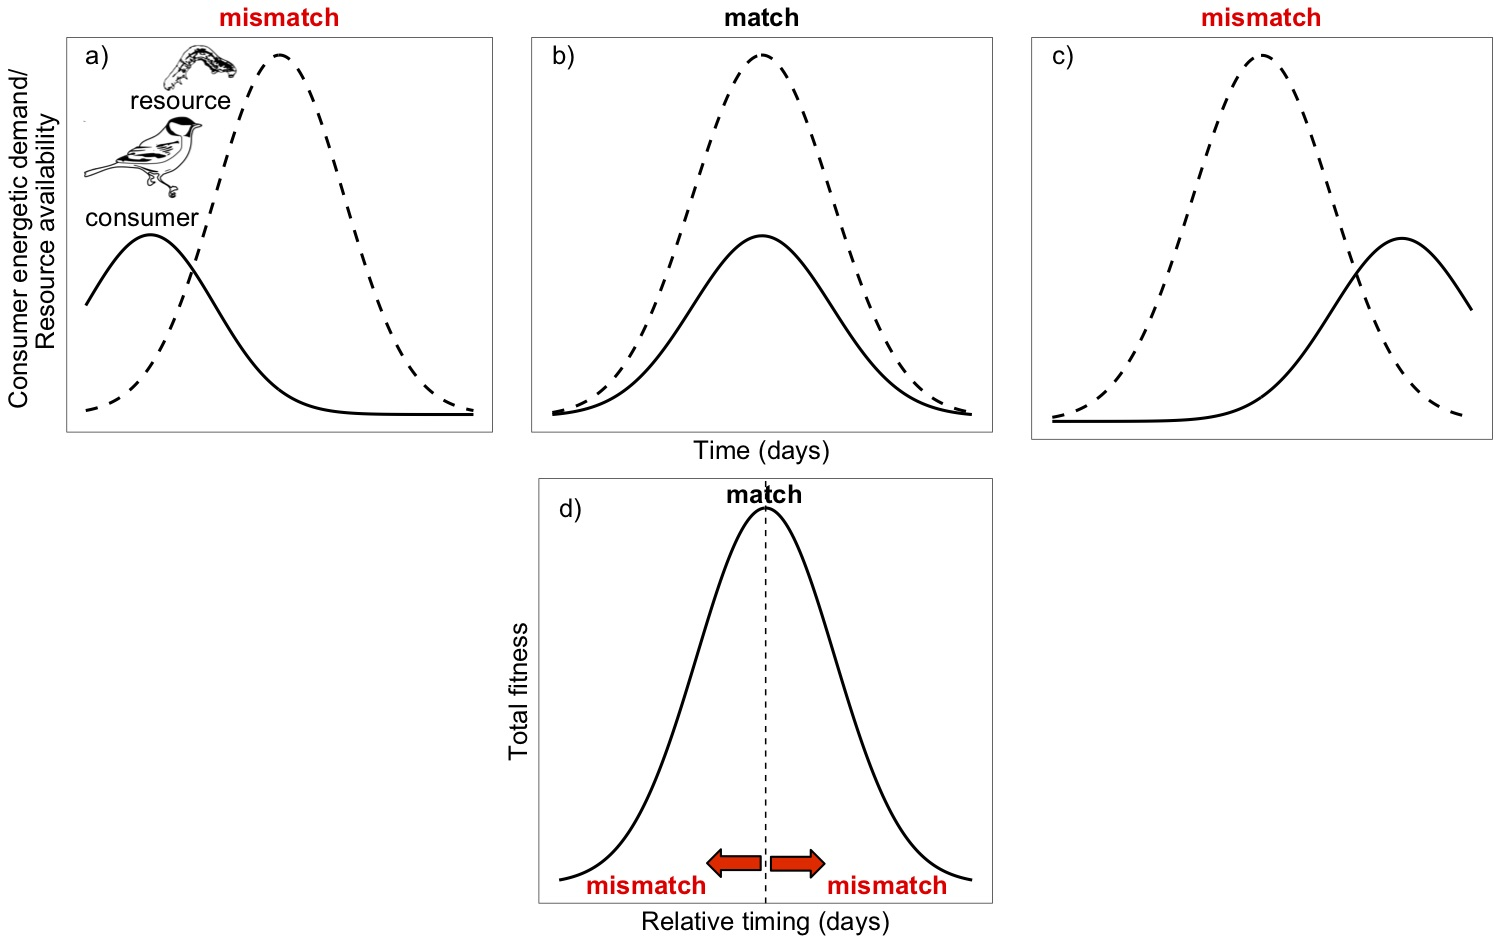 mismatch
match
mismatch
a)
resource
consumer
b)
c)
Consumer energetic demand/
Resource availability
Time (days)
match
d)
Total fitness
mismatch
mismatch
Relative timing (days)